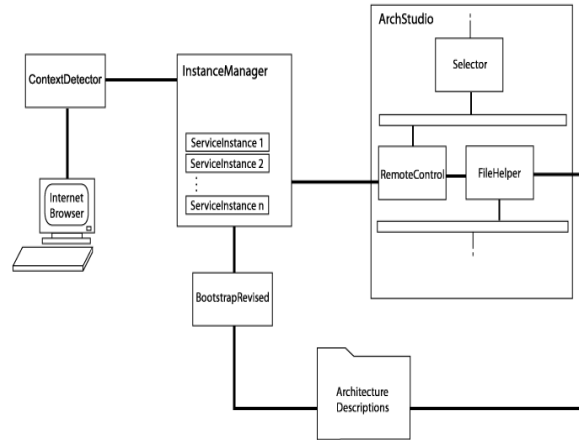 ArchStudio
Selector
ContextDetector
InstanceManager
ServiceInstance 1
ServiceInstance 2
ServiceInstance n
RemoteControl
FileHelper
Internet
Browser
BootstrapRevised
Architecture
Descriptions